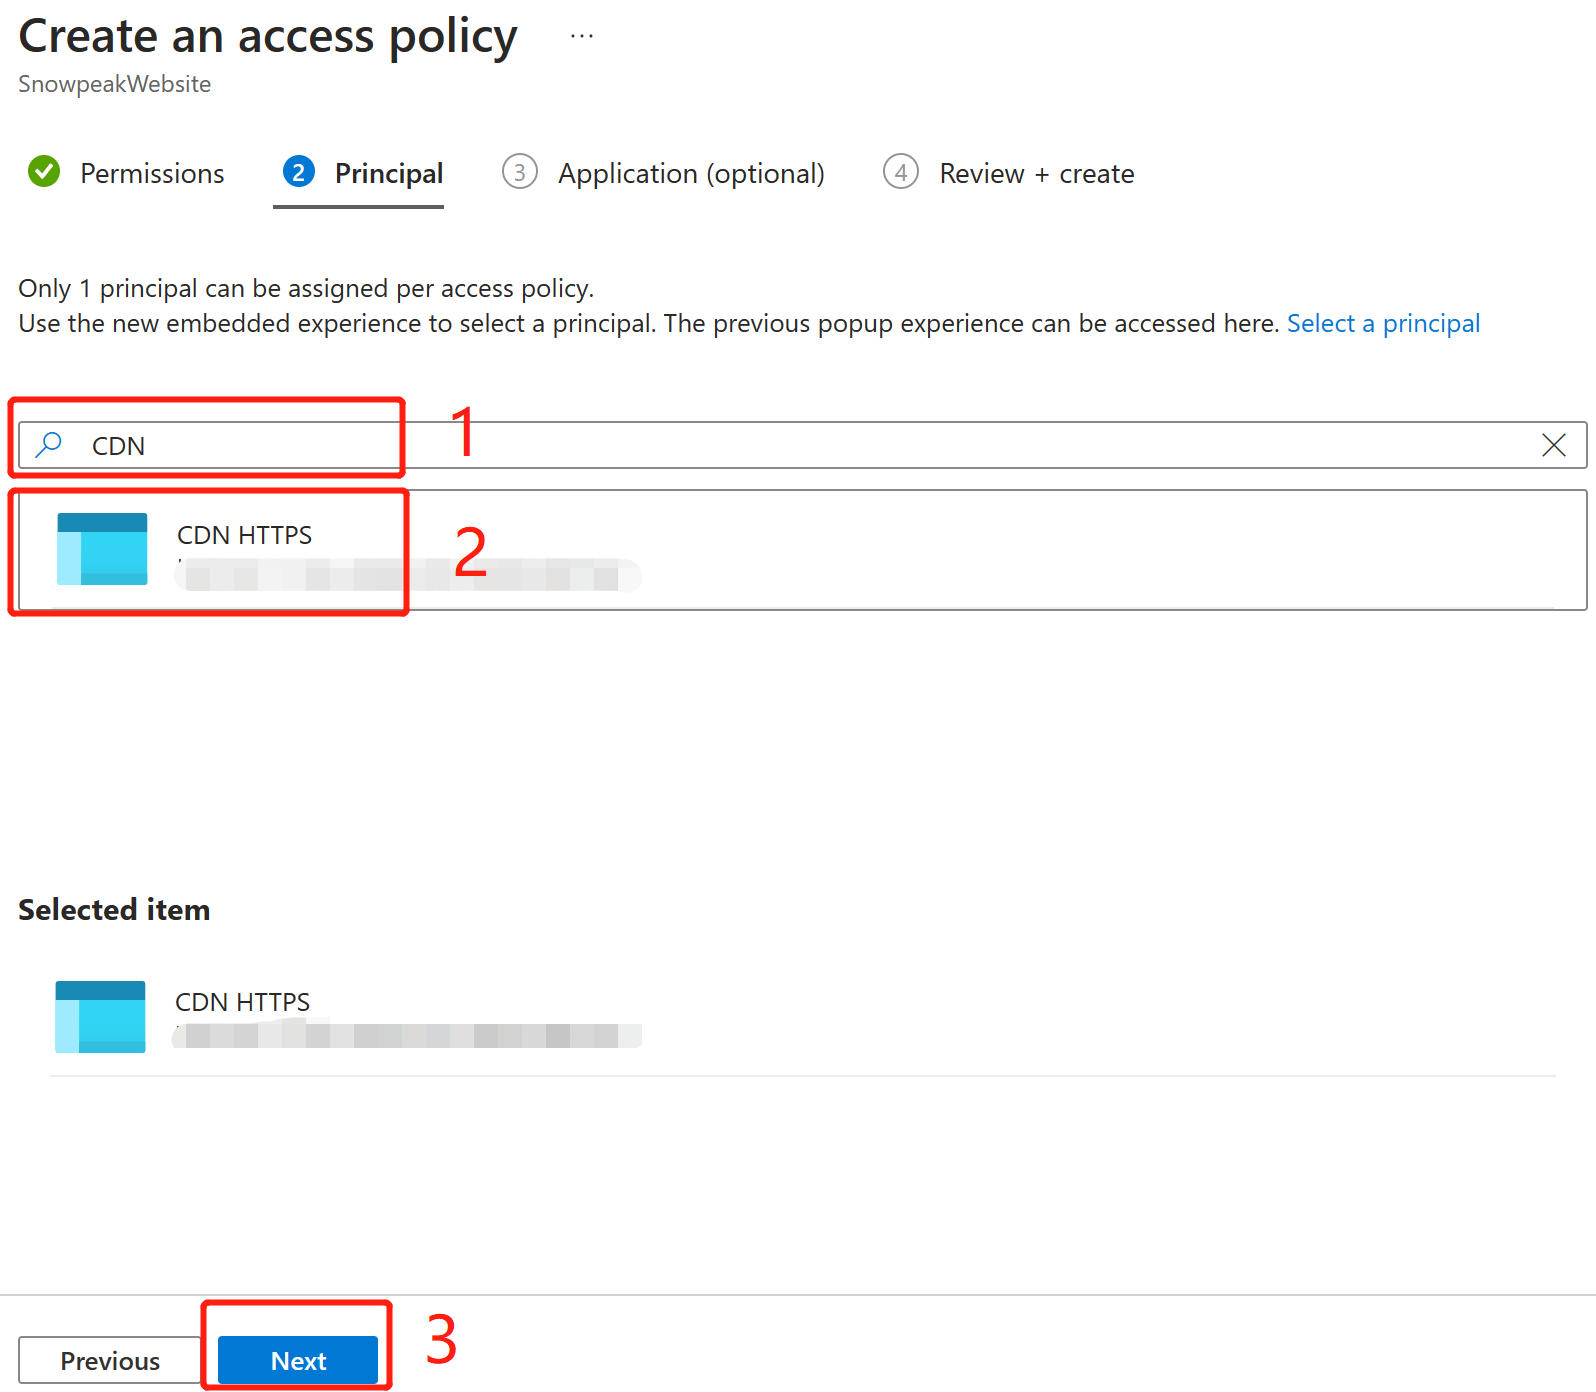 Create an access policy ...
SnowpeakWebsite
Permissions 2 Principal 3 Application (optional) 4 Review + create
Only 1 principal can be assigned per access policy.
Use the new embedded experience to select a principal. The previous popup experience can be accessed here. Select a principal
CDN 1
CDN HTTPS
2
Selected item
CDN HTTPS
Previous Next 3